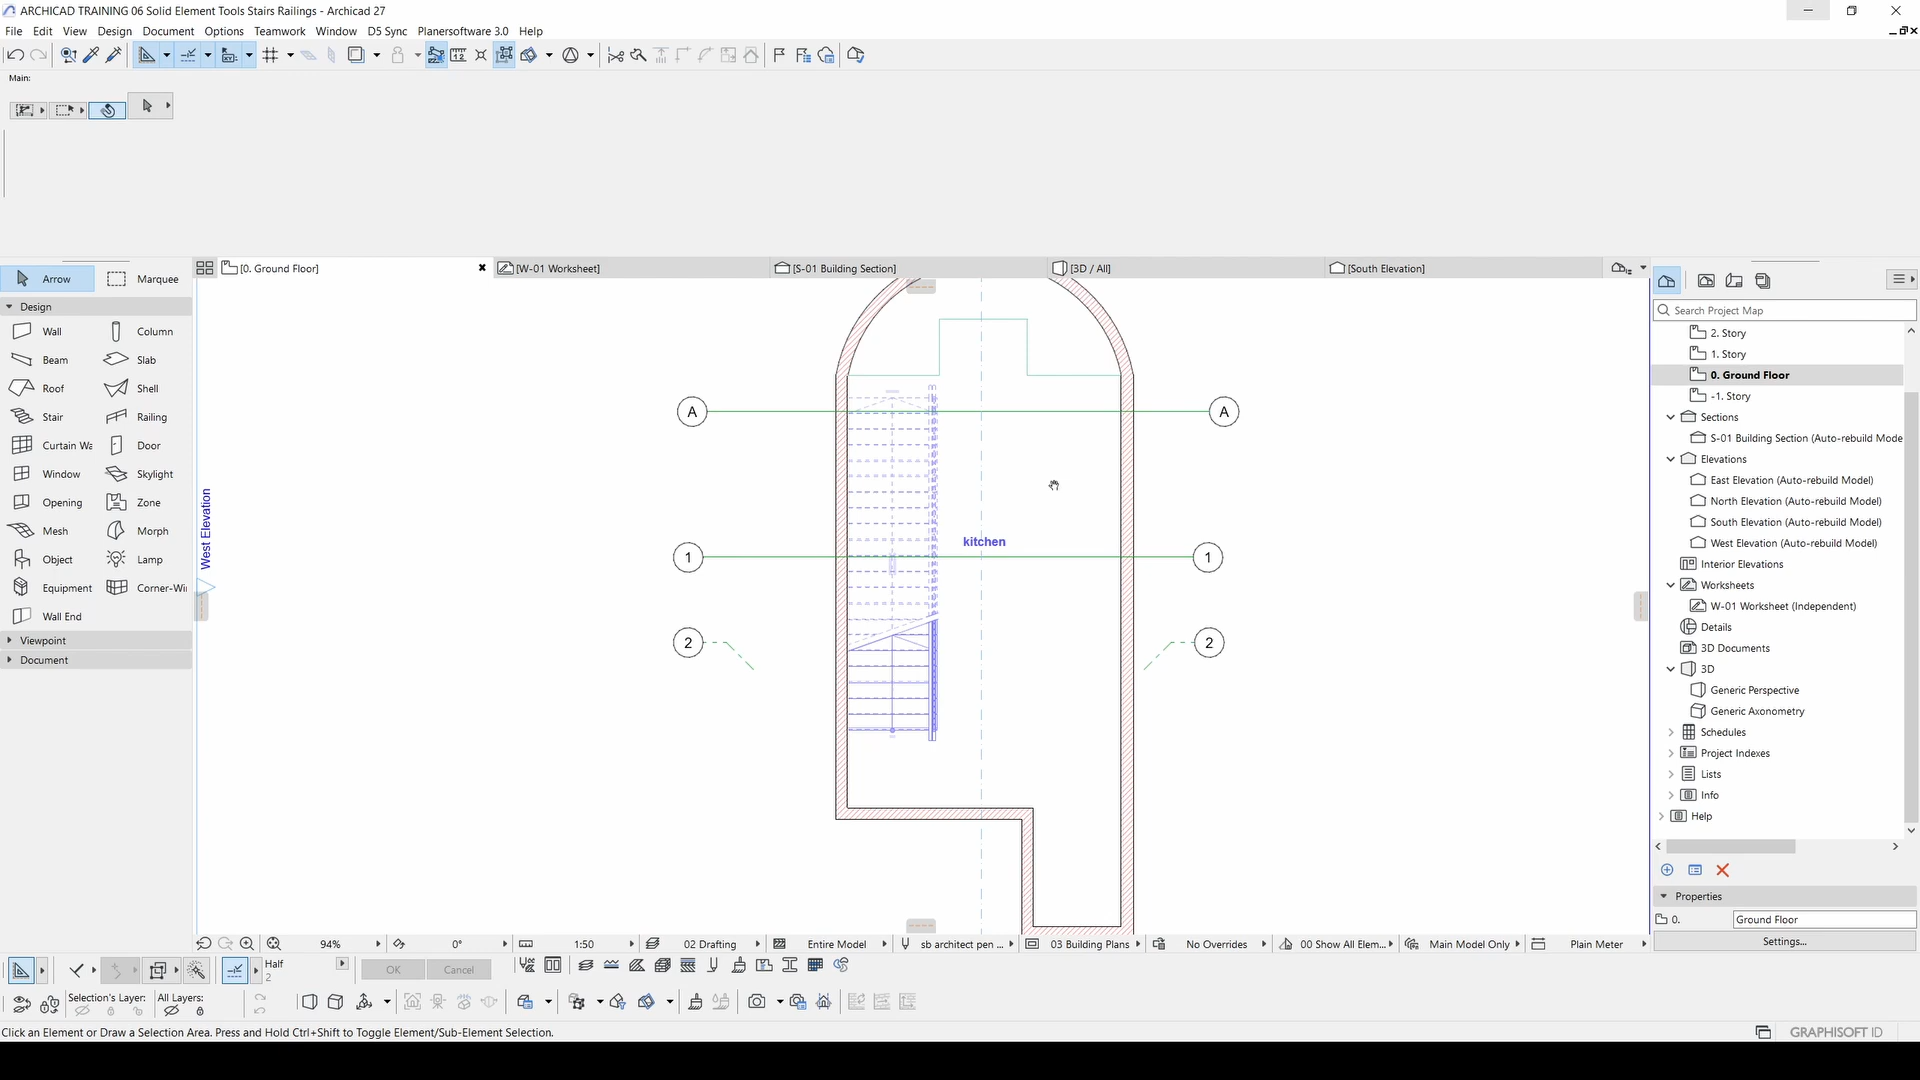 ARCHICAD TRAINING 06 Solid Element Tools Stairs Railings - Archicad 27
File Edit View Design Document Options Teamwork Window D5 Sync Planersoftware 3.0 Help
Main:
[0. Ground Floor] [W-01 Worksheet] [S-01 Building Section] [3D / All] [South Elevation]
Arrow Marquee
Design
Wall Column
Beam Slab
Roof Shell
Stair Railing
Curtain Wa Door
Window Skylight
Opening Zone
Mesh Morph
Object Lamp
Equipment Corner-Wi
Wall End
Viewpoint
Document
West Elevation
A A
kitchen
1 1
2 2
Search Project Map
2. Story
1. Story
0. Ground Floor
-1. Story
Sections
S-01 Building Section (Auto-rebuild Mode
Elevations
East Elevation (Auto-rebuild Model)
North Elevation (Auto-rebuild Model)
South Elevation (Auto-rebuild Model)
West Elevation (Auto-rebuild Model)
Interior Elevations
Worksheets
W-01 Worksheet (Independent)
Details
3D Documents
3D
Generic Perspective
Generic Axonometry
Schedules
Project Indexes
Lists
Info
Help
Properties
0. Ground Floor
Settings...
94% 0° 1:50 02 Drafting Entire Model sb architect pen ... 03 Building Plans No Overrides 00 Show All Elem... Main Model Only Plain Meter
Half
2
OK Cancel
Selection's Layer: All Layers:
Click an Element or Draw a Selection Area. Press and Hold Ctrl+Shift to Toggle Element/Sub-Element Selection.
GRAPHISOFT ID